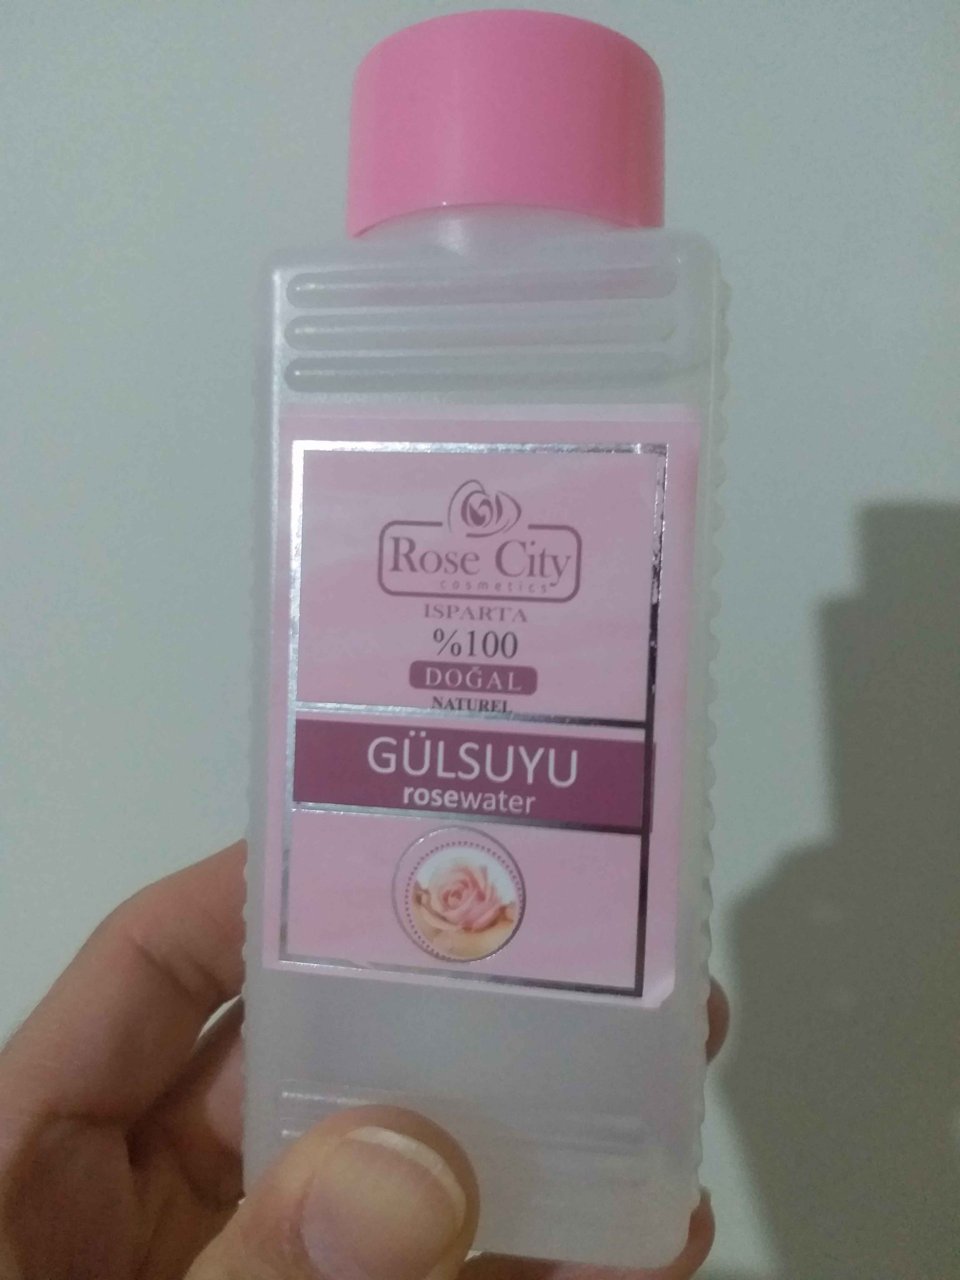 Rose City
cosmetics
ISPARTA
%100
DOĞAL
NATUREL
GÜLSUYU
rosewater